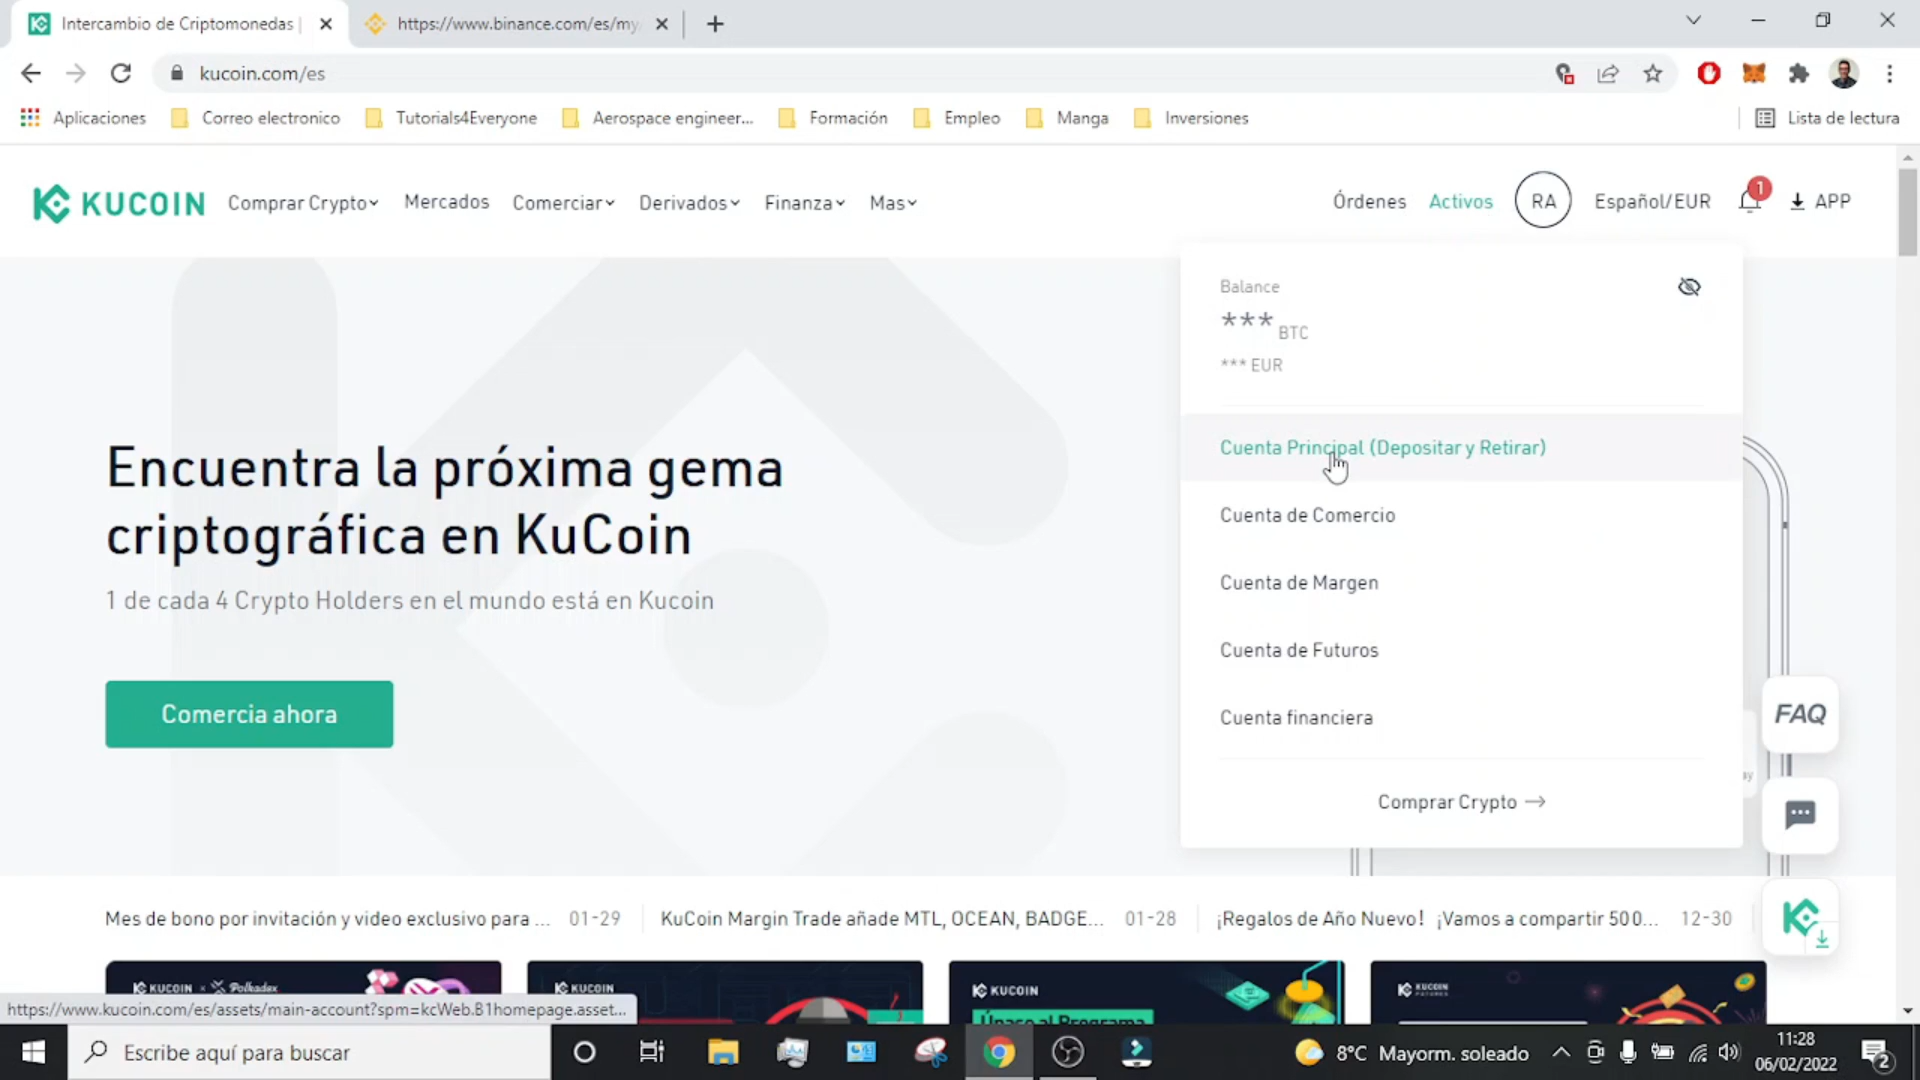 Intercambio de Criptomonedas |
https://www.binance.com/es/my
kucoin.com/es
Aplicaciones
Correo electronico
Tutorials4Everyone
Aerospace engineer...
Formación
Empleo
Manga
Inversiones
Lista de lectura
KUCOIN
Comprar Crypto
Mercados
Comerciar
Derivados
Finanza
Mas
Órdenes
Activos
RA
Español/EUR
1
APP
Balance
*** BTC
*** EUR
Cuenta Principal (Depositar y Retirar)
Cuenta de Comercio
Cuenta de Margen
Cuenta de Futuros
Cuenta financiera
Comprar Crypto →
Encuentra la próxima gema
criptográfica en KuCoin
1 de cada 4 Crypto Holders en el mundo está en Kucoin
Comercia ahora
FAQ
Mes de bono por invitación y video exclusivo para ... 01-29
KuCoin Margin Trade añade MTL, OCEAN, BADGE... 01-28
¡Regalos de Año Nuevo! ¡Vamos a compartir 500... 12-30
KUCOIN × Polkadex
KUCOIN
KUCOIN
Únase al Programa
KUCOIN FUTURES
https://www.kucoin.com/es/assets/main-account?spm=kcWeb.B1homepage.asset...
Escribe aquí para buscar
8°C Mayorm. soleado
11:28
06/02/2022
2